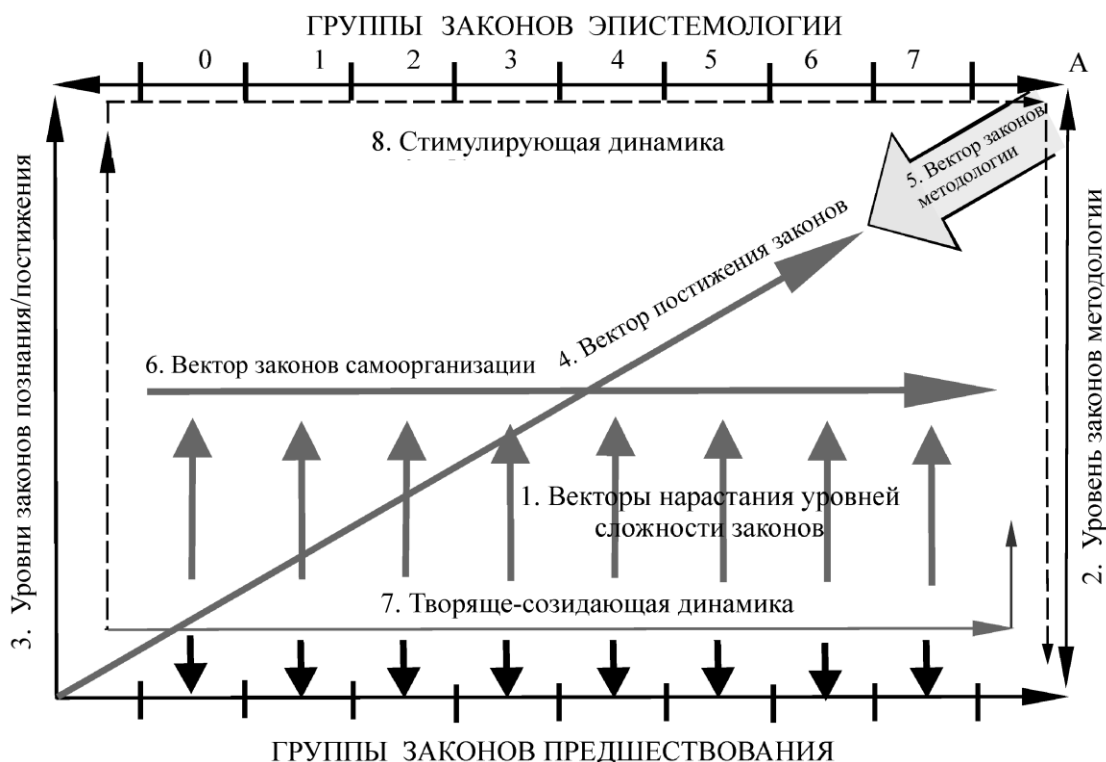 ГРУППЫ ЗАКОНОВ ЭПИСТЕМОЛОГИИ
0 1 2 3 4 5 6 7 А
8. Стимулирующая динамика
5. Вектор законов
методологии
3. Уровни законов познания/постижения
4. Вектор постижения законов
2. Уровень законов методологии
6. Вектор законов самоорганизации
1. Векторы нарастания уровней
сложности законов
7. Творяще-созидающая динамика
ГРУППЫ ЗАКОНОВ ПРЕДШЕСТВОВАНИЯ